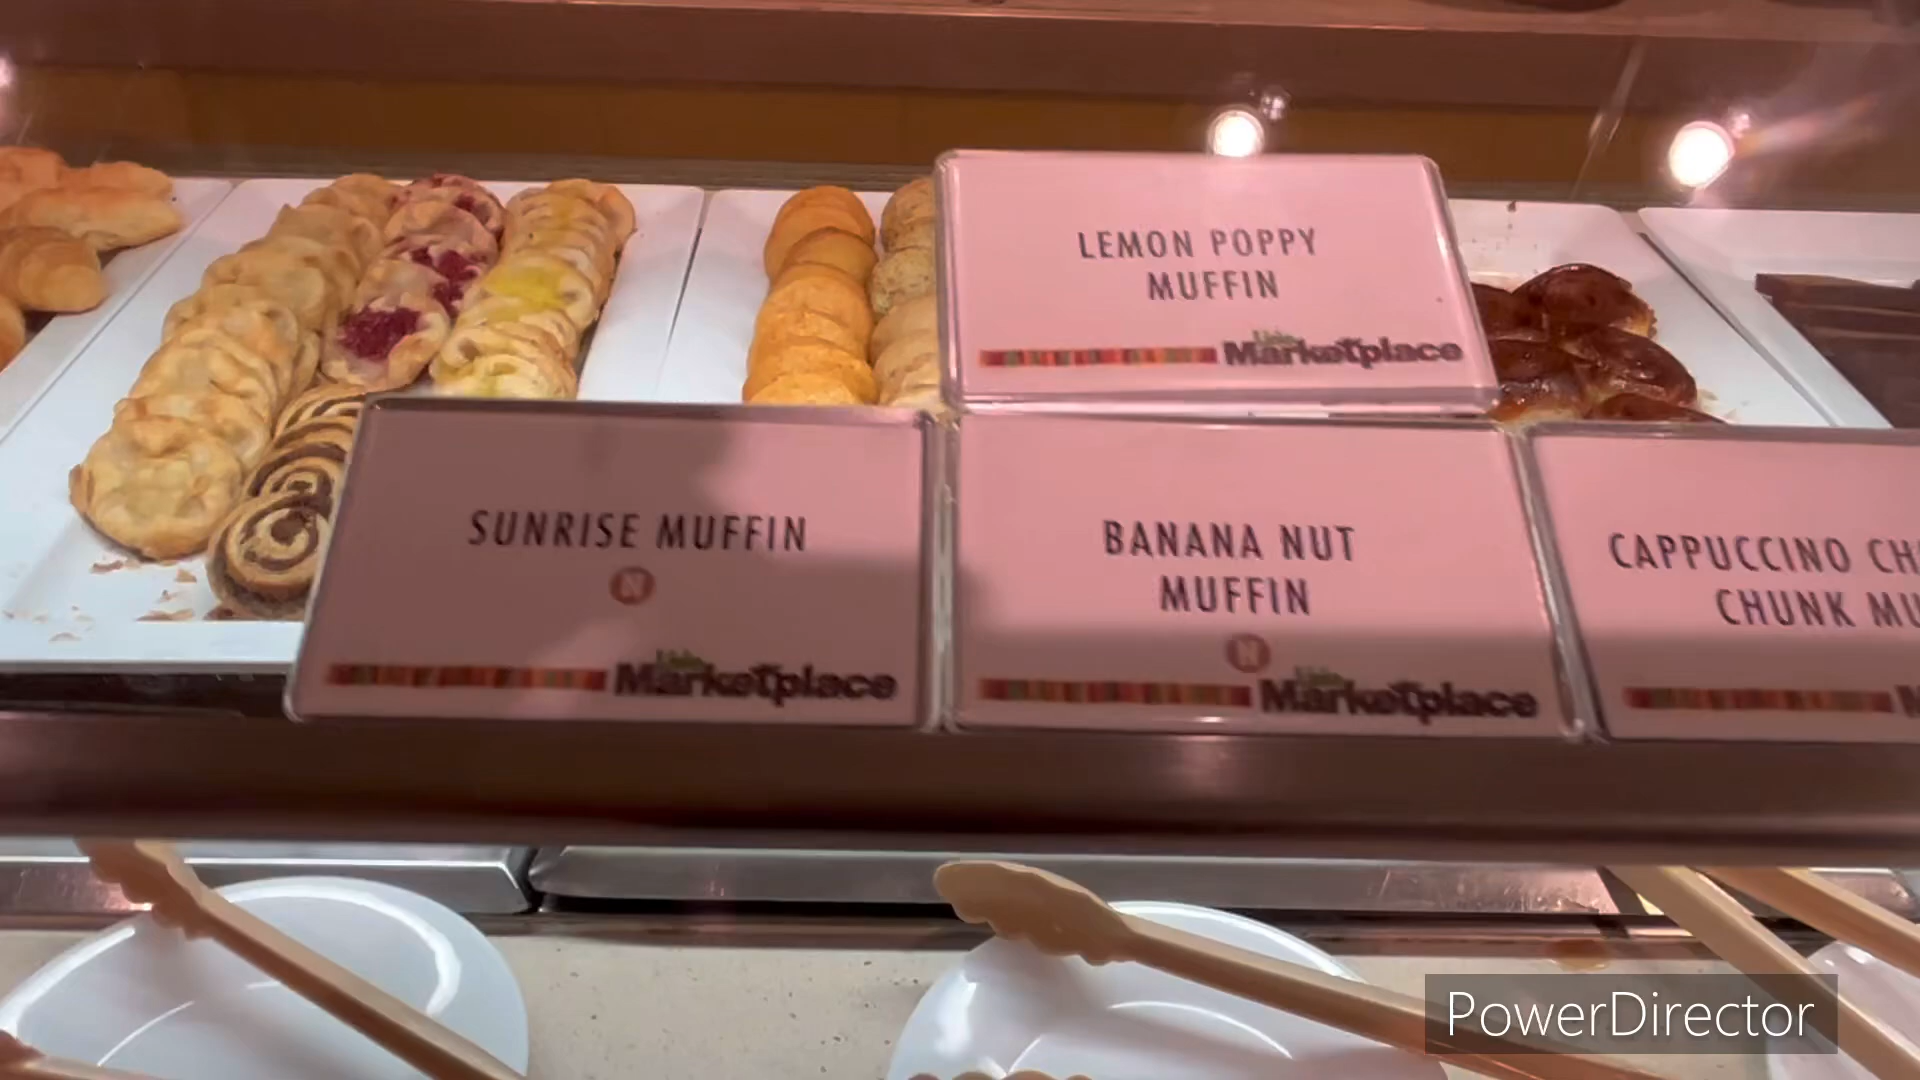 LEMON POPPY
MUFFIN
Marketplace
SUNRISE MUFFIN
N
Marketplace
BANANA NUT
MUFFIN
N
Marketplace
CAPPUCCINO
CHUNK
PowerDirector